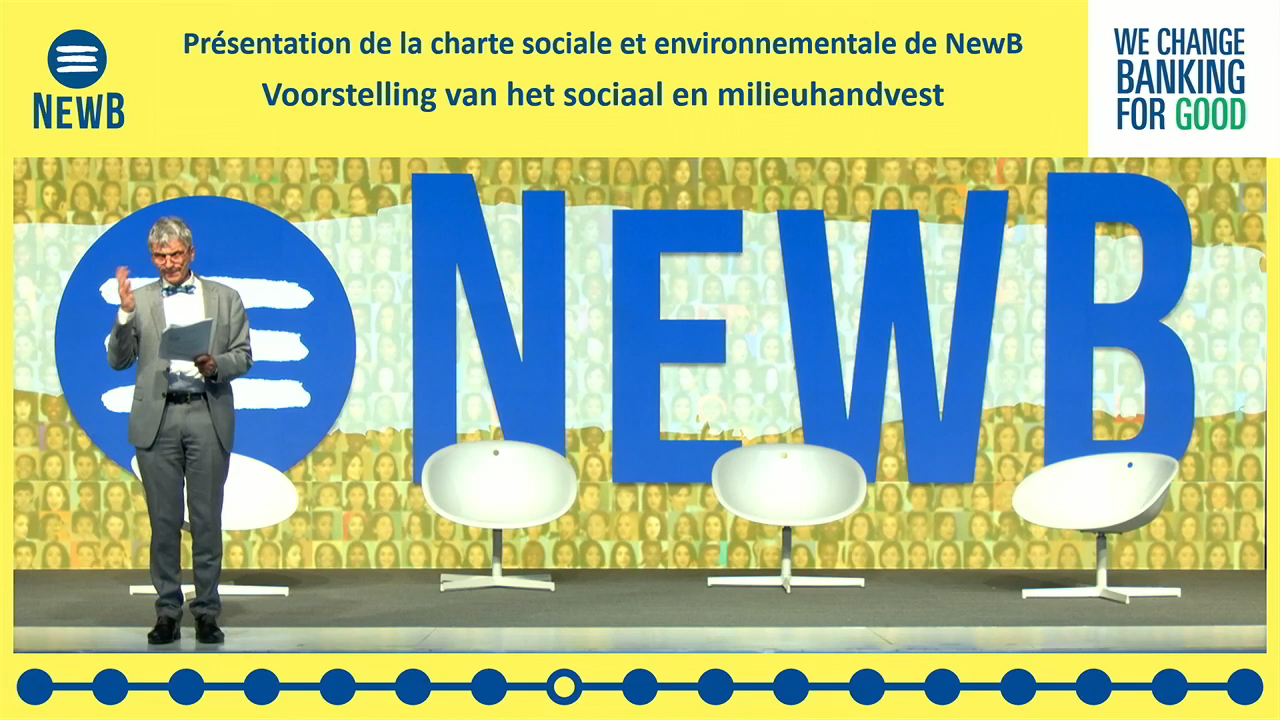 Présentation de la charte sociale et environnementale de NewB
Voorstelling van het sociaal en milieuhandvest
NEWB
WE CHANGE
BANKING
FOR GOOD
NEWB